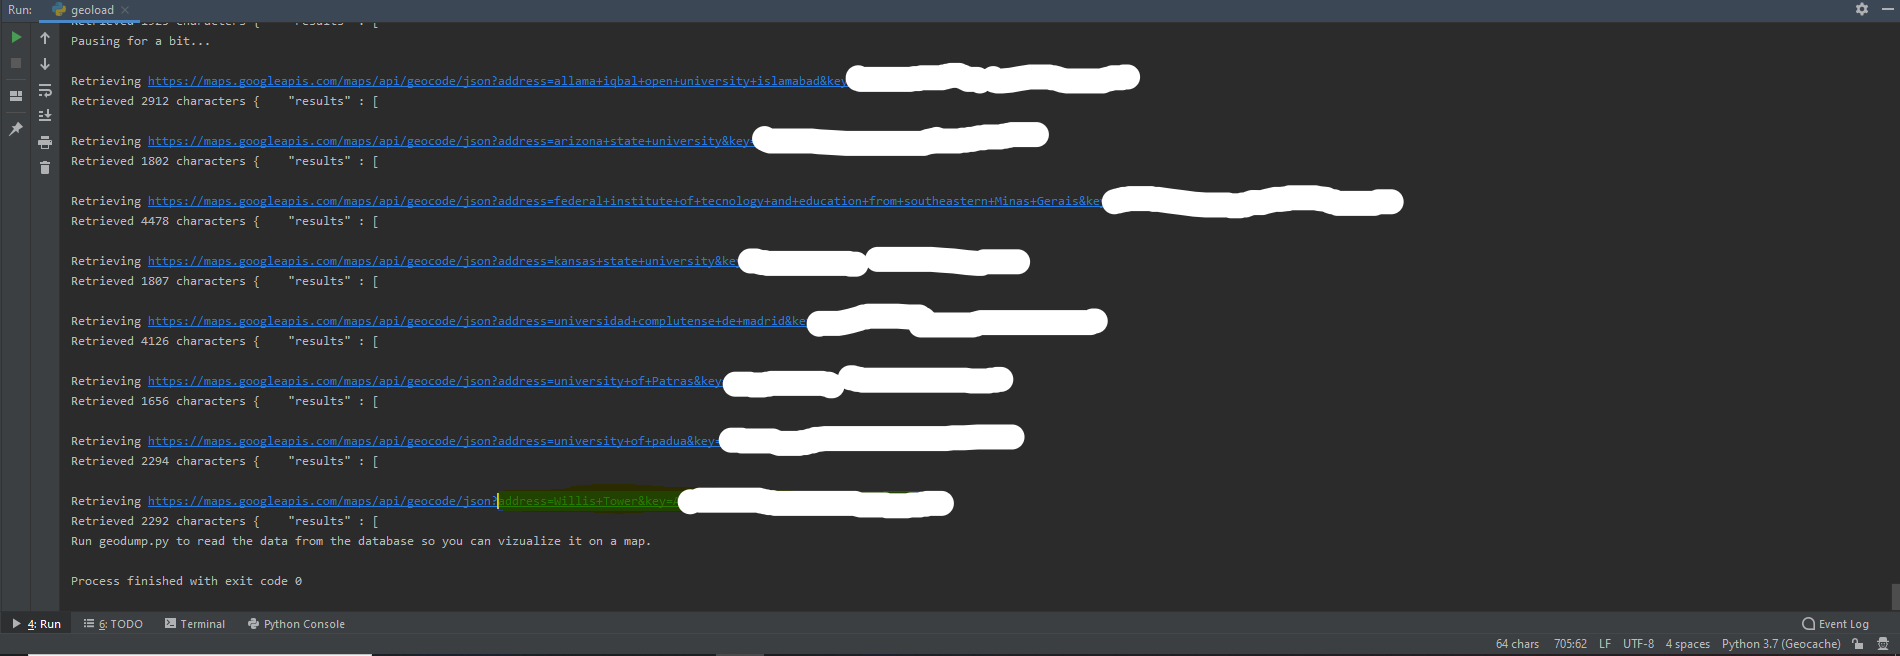 Run: geoload
Retrieved 1929 characters { "results" : [
Pausing for a bit...
Retrieving https://maps.googleapis.com/maps/api/geocode/json?address=allama+iqbal+open+university+islamabad&key
Retrieved 2912 characters { "results" : [
Retrieving https://maps.googleapis.com/maps/api/geocode/json?address=arizona+state+university&key=
Retrieved 1802 characters { "results" : [
Retrieving https://maps.googleapis.com/maps/api/geocode/json?address=federal+institute+of+tecnology+and+education+from+southeastern+Minas+Gerais&ke
Retrieved 4478 characters { "results" : [
Retrieving https://maps.googleapis.com/maps/api/geocode/json?address=kansas+state+university&ke
Retrieved 1807 characters { "results" : [
Retrieving https://maps.googleapis.com/maps/api/geocode/json?address=universidad+complutense+de+madrid&ke
Retrieved 4126 characters { "results" : [
Retrieving https://maps.googleapis.com/maps/api/geocode/json?address=university+of+Patras&key
Retrieved 1656 characters { "results" : [
Retrieving https://maps.googleapis.com/maps/api/geocode/json?address=university+of+padua&key=
Retrieved 2294 characters { "results" : [
Retrieving https://maps.googleapis.com/maps/api/geocode/json?address=Willis+Tower&key=
Retrieved 2292 characters { "results" : [
Run geodump.py to read the data from the database so you can vizualize it on a map.
Process finished with exit code 0
4: Run 6: TODO Terminal Python Console Event Log
64 chars 705:62 LF UTF-8 4 spaces Python 3.7 (Geocache)